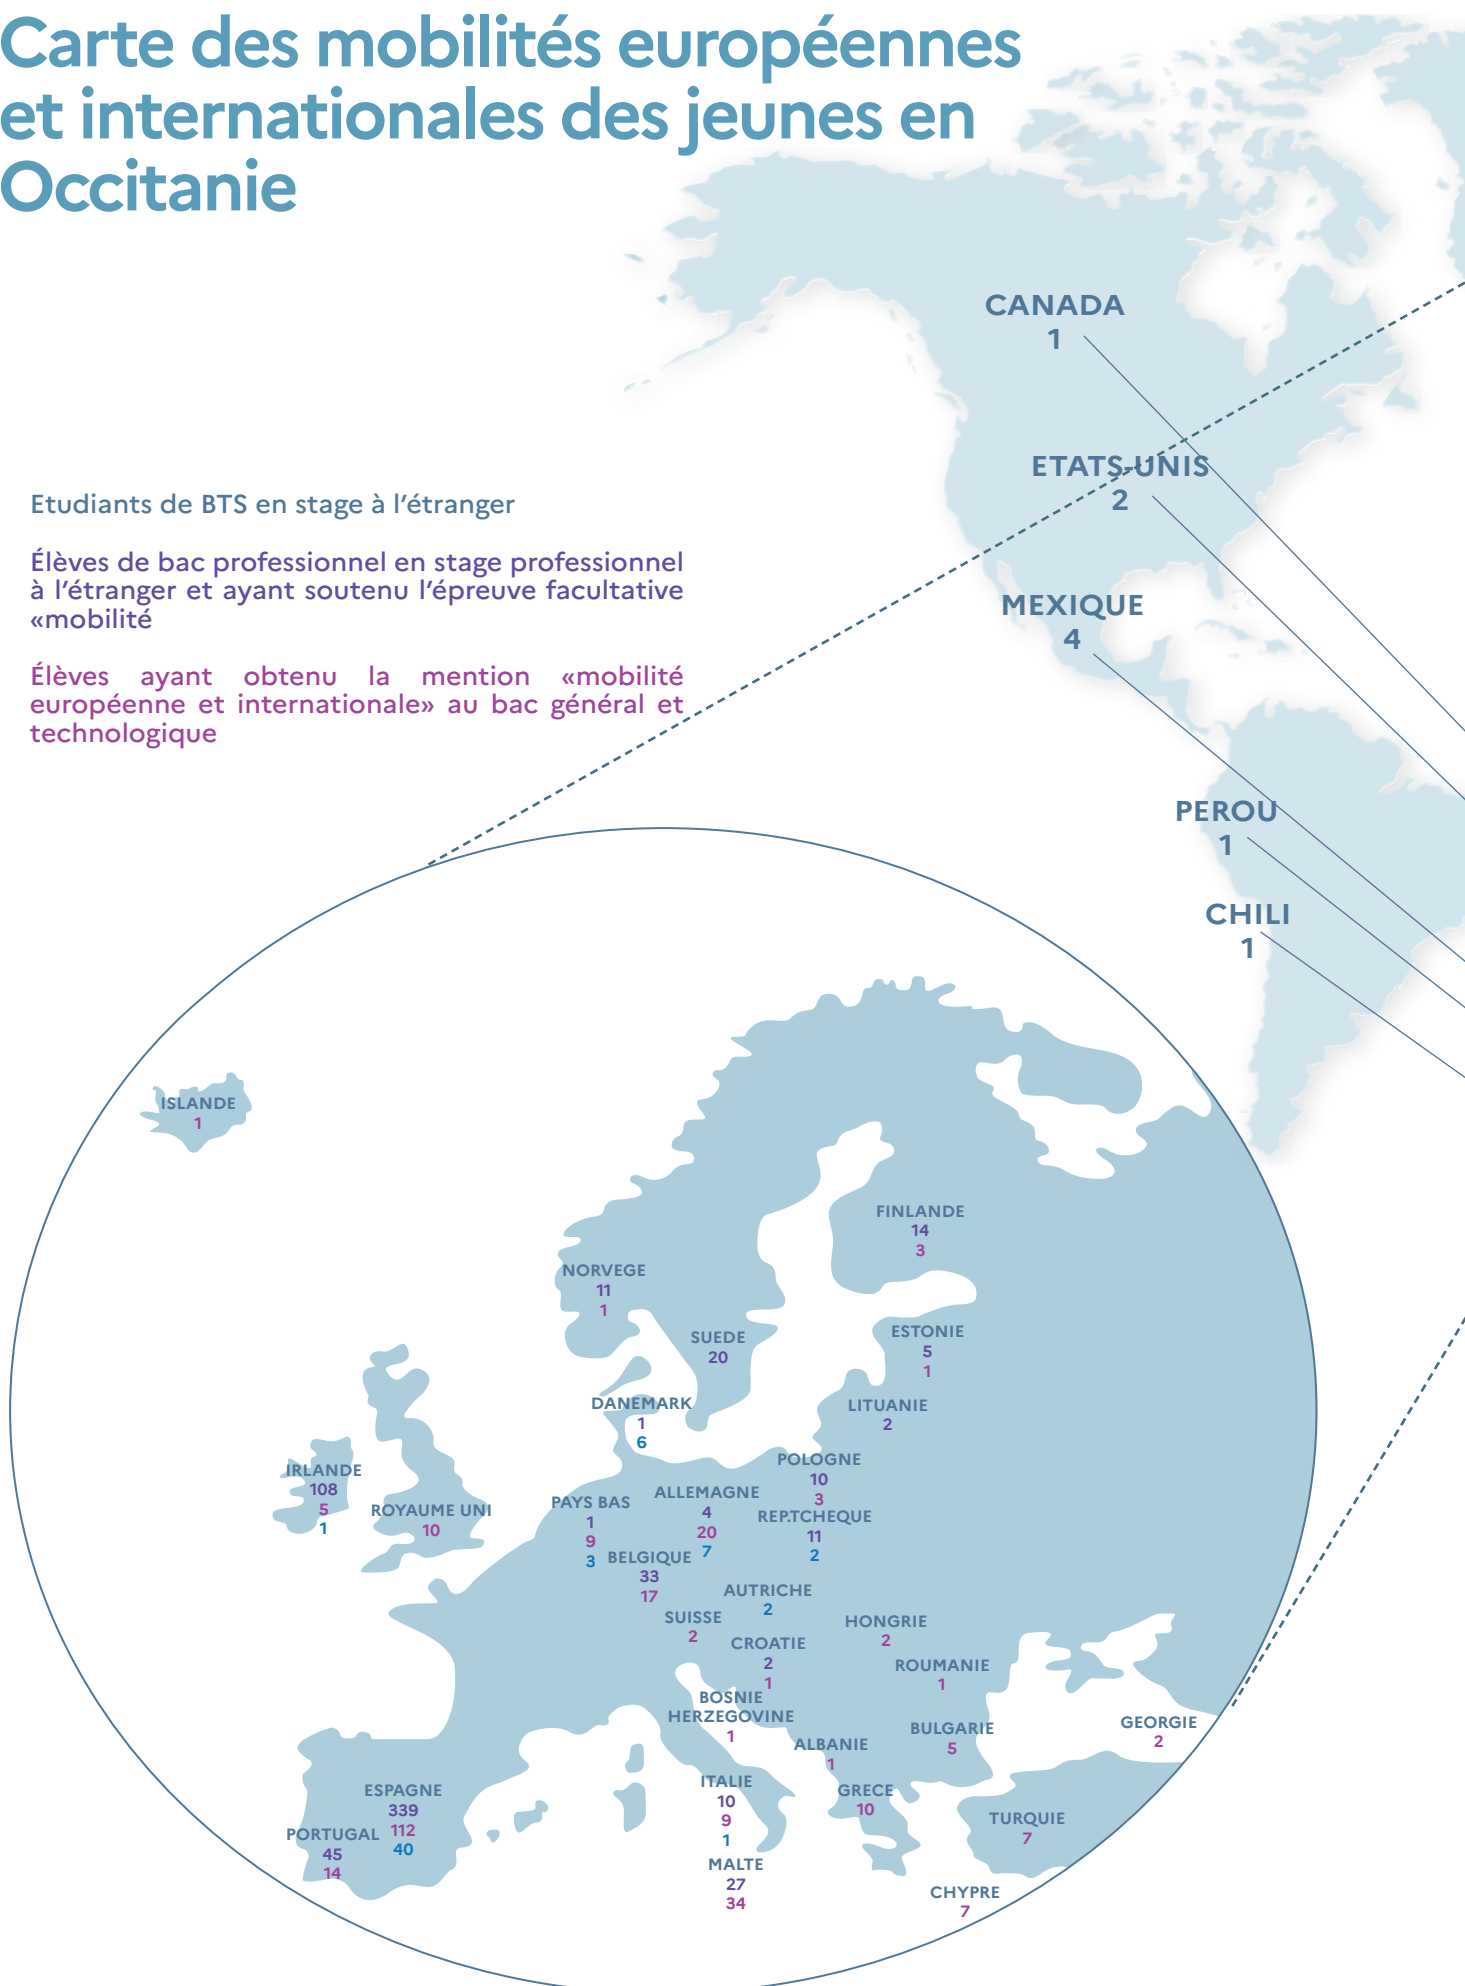 Carte des mobilités européennes
et internationales des jeunes en
Occitanie
CANADA
1
ETATS-UNIS
2
Etudiants de BTS en stage à l'étranger
Élèves de bac professionnel en stage professionnel
à l'étranger et ayant soutenu l'épreuve facultative
«mobilité
MEXIQUE
4
Élèves ayant obtenu la mention «mobilité
européenne et internationale» au bac général et
technologique
PEROU
1
CHILI
1
ISLANDE
1
FINLANDE
14
3
NORVEGE
11
1
SUEDE
20
ESTONIE
5
1
DANEMARK
1
6
LITUANIE
2
POLOGNE
10
3
IRLANDE
108
5
1
ROYAUME UNI
10
PAYS BAS
1
9
3
ALLEMAGNE
4
20
7
REP.TCHEQUE
11
2
BELGIQUE
33
17
AUTRICHE
2
SUISSE
2
HONGRIE
2
CROATIE
2
1
ROUMANIE
1
BOSNIE
HERZEGOVINE
1
ALBANIE
1
BULGARIE
5
GEORGIE
2
ITALIE
10
9
1
GRECE
10
ESPAGNE
339
112
40
PORTUGAL
45
14
TURQUIE
7
MALTE
27
34
CHYPRE
7